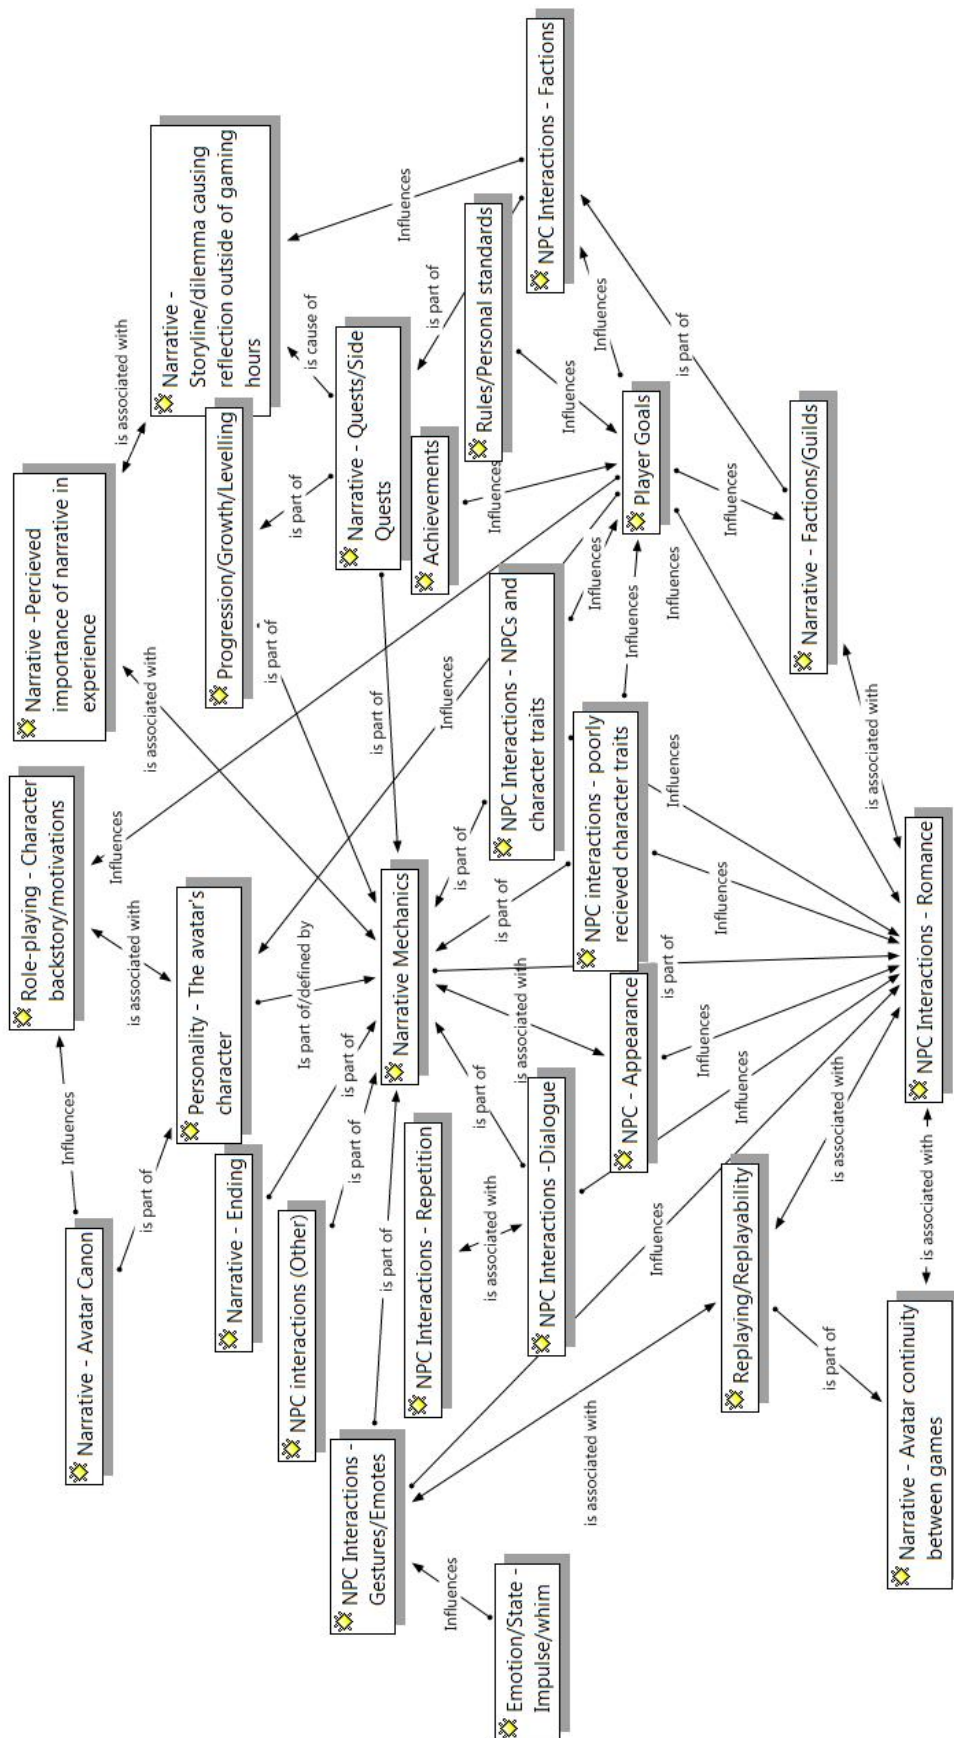 Role-playing - Character
backstory/motivations
Narrative -Percieved
importance of narrative in
experience
Narrative - Avatar Canon
Influences
is associated with
Influences
is associated with
is associated with
is part of
Narrative -
Storyline/dilemma causing
reflection outside of gaming
hours
Personality - The avatar's
character
Progression/Growth/Levelling
Narrative - Ending
is part of
is part of
is cause of
Is part of/defined by
NPC interactions (Other)
is part of
is part of
is part of
Narrative - Quests/Side
Quests
NPC Interactions -
Gestures/Emotes
is part of
Narrative Mechanics
Influences
NPC Interactions - Repetition
Achievements
is part of
Influences
Influences
is part of
is part of
Rules/Personal standards
is associated with
Influences
NPC Interactions - NPCs and
character traits
is part of
Emotion/State -
Impulse/whim
is associated with
NPC Interactions - Factions
NPC Interactions -Dialogue
NPC interactions - poorly
recieved character traits
Influences
Influences
Influences
is associated with
NPC - Appearance
Influences
Player Goals
Influences
is part of
Influences
Influences
is part of
Influences
Influences
Influences
Influences
Replaying/Replayability
Narrative - Factions/Guilds
is part of
is associated with
is associated with
Narrative - Avatar continuity
between games
is associated with
NPC Interactions - Romance